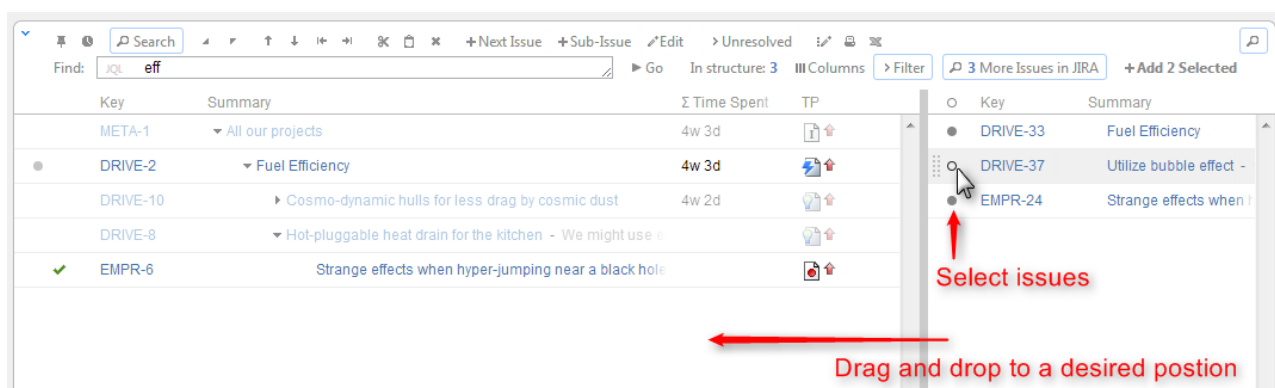 Search +Next Issue +Sub-Issue Edit >Unresolved
Find: JQL eff Go In structure: 3 Columns >Filter 3 More Issues in JIRA +Add 2 Selected
Key Summary Σ Time Spent TP Key Summary
META-1 All our projects 4w 3d DRIVE-33 Fuel Efficiency
DRIVE-2 Fuel Efficiency 4w 3d DRIVE-37 Utilize bubble effect -
DRIVE-10 Cosmo-dynamic hulls for less drag by cosmic dust 4w 2d EMPR-24 Strange effects when h
DRIVE-8 Hot-pluggable heat drain for the kitchen - We might use e
EMPR-6 Strange effects when hyper-jumping near a black hole
Select issues
Drag and drop to a desired postion